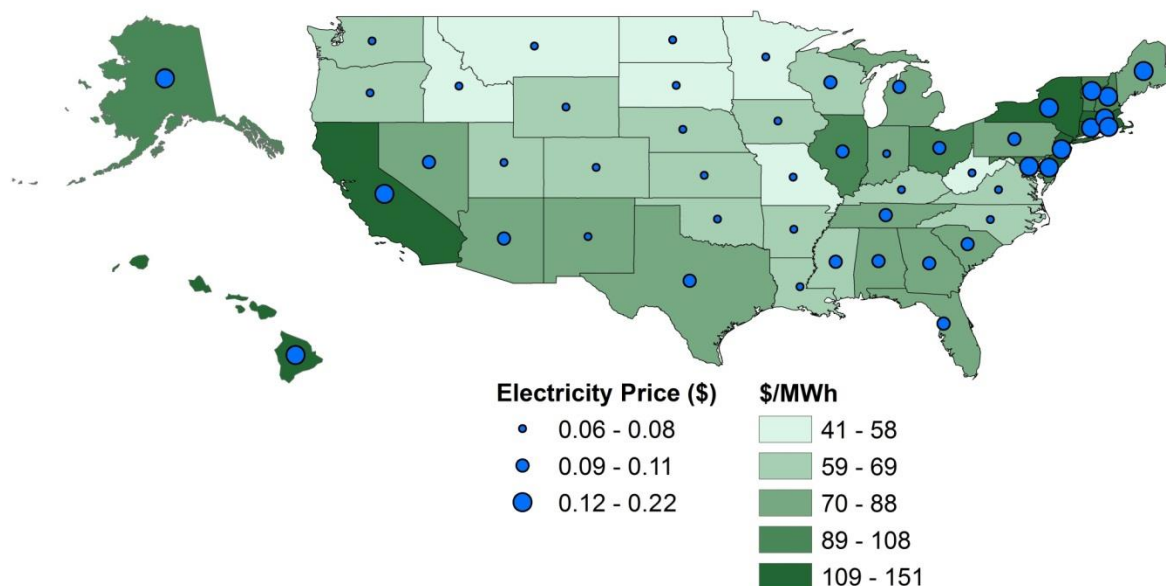 Electricity Price ($)
0.06 - 0.08
0.09 - 0.11
0.12 - 0.22
$/MWh
41 - 58
59 - 69
70 - 88
89 - 108
109 - 151